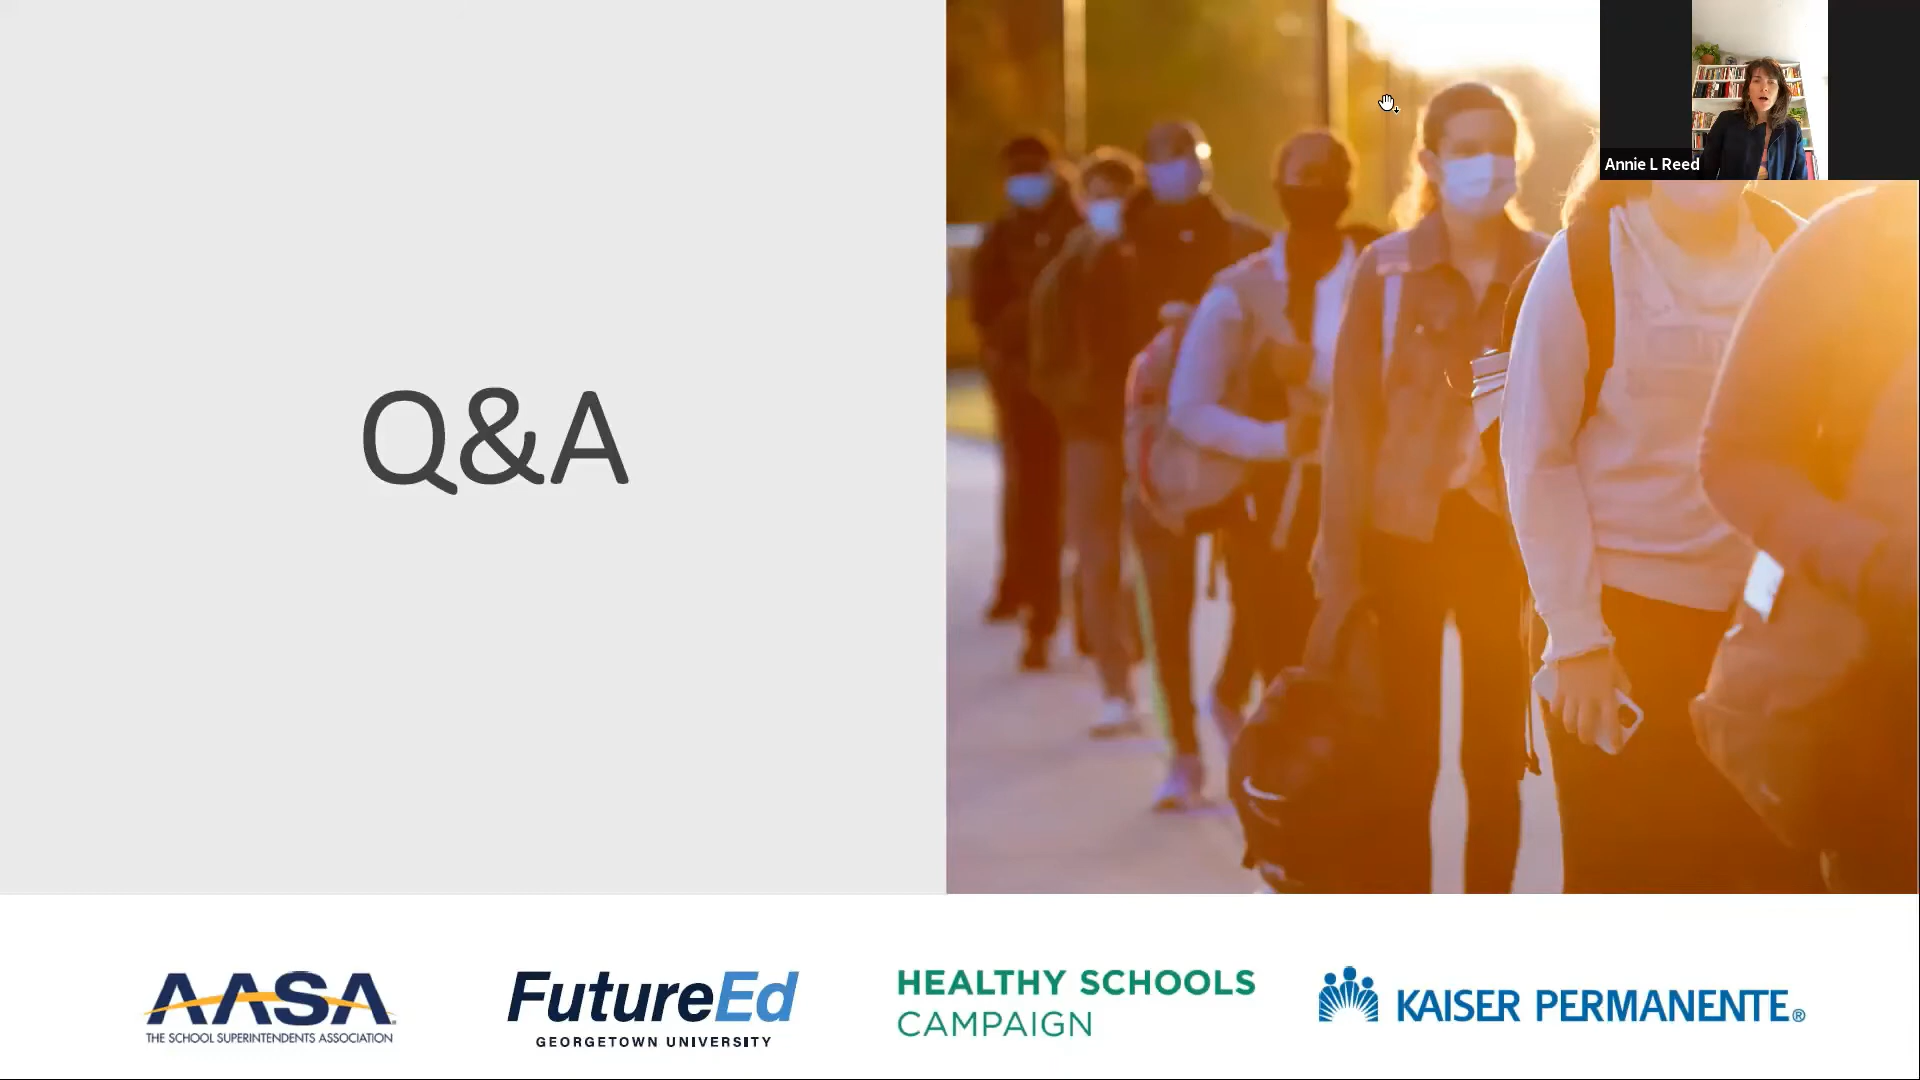 Annie L Reed
Q&A
AASA
THE SCHOOL SUPERINTENDENTS ASSOCIATION
FutureEd
GEORGETOWN UNIVERSITY
HEALTHY SCHOOLS
CAMPAIGN
KAISER PERMANENTE®